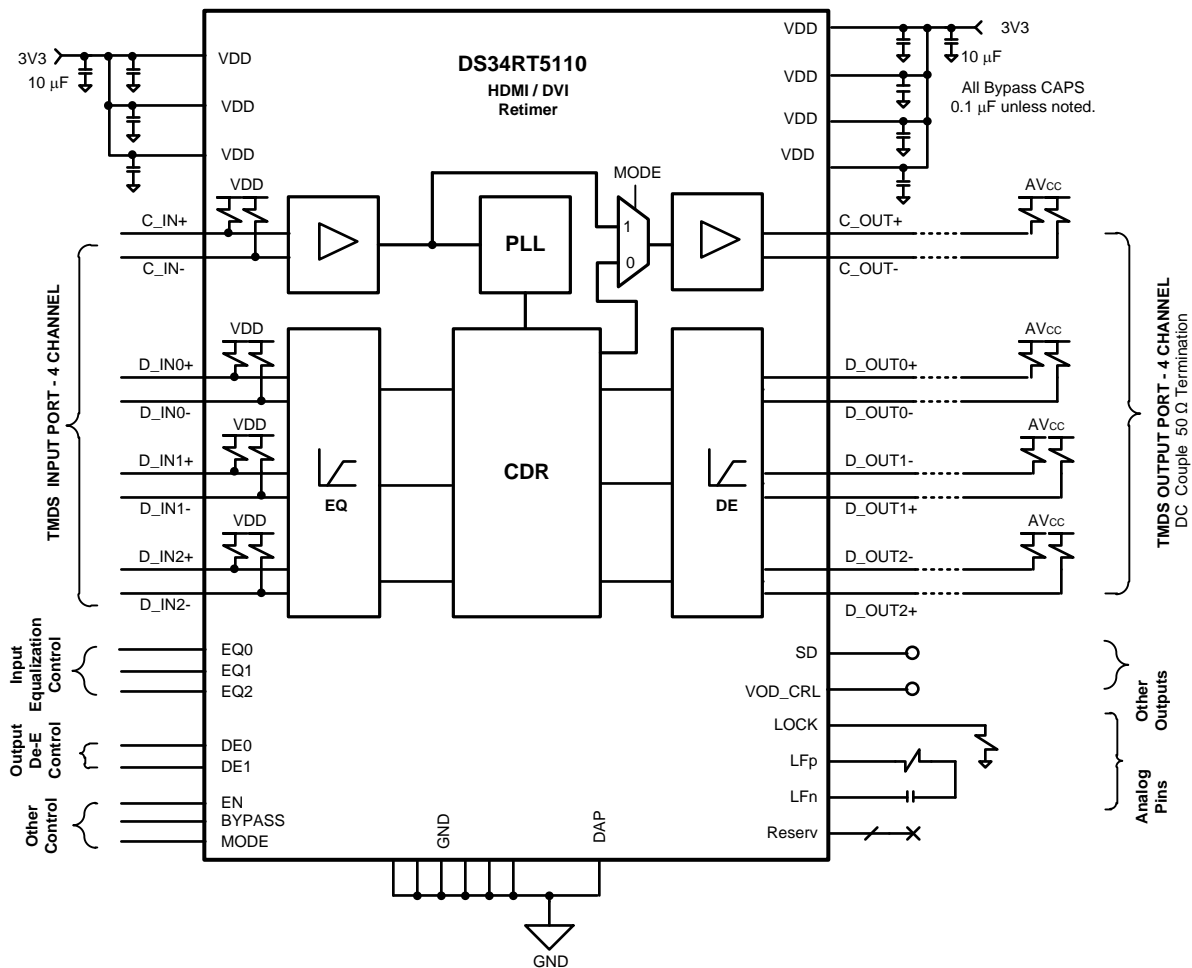 3V3
10 µF
VDD
VDD
VDD
DS34RT5110
HDMI / DVI
Retimer
VDD
VDD
VDD
VDD
3V3
10 µF
All Bypass CAPS
0.1 µF unless noted.
TMDS INPUT PORT - 4 CHANNEL
C_IN+
C_IN-
VDD
D_IN0+
D_IN0-
VDD
D_IN1+
D_IN1-
VDD
D_IN2+
D_IN2-
VDD
PLL
MODE
1
0
EQ
CDR
DE
C_OUT+
C_OUT-
AVcc
D_OUT0+
D_OUT0-
AVcc
D_OUT1-
D_OUT1+
AVcc
D_OUT2-
D_OUT2+
AVcc
TMDS OUTPUT PORT - 4 CHANNEL
DC Couple 50 Ω Termination
Input
Equalization
Control
EQ0
EQ1
EQ2
Output
De-E
Control
DE0
DE1
Other
Control
EN
BYPASS
MODE
GND
DAP
GND
SD
VOD_CRL
LOCK
LFp
LFn
Reserv
Other
Outputs
Analog
Pins